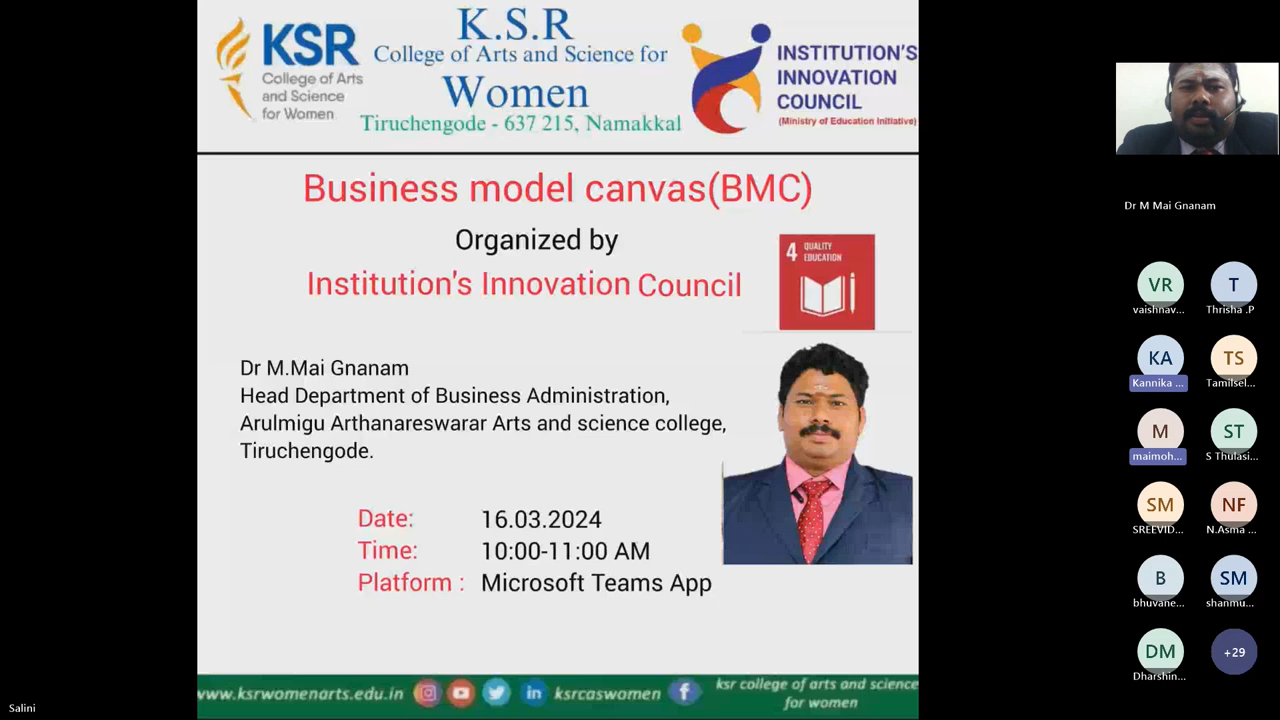 KSR
College of Arts
and Science
for Women
K.S.R
College of Arts and Science for
Women
Tiruchengode - 637 215, Namakkal
INSTITUTION'S
INNOVATION
COUNCIL
(Ministry of Education Initiative)
Business model canvas(BMC)
Organized by
Institution's Innovation Council
4 QUALITY
EDUCATION
Dr M.Mai Gnanam
Head Department of Business Administration,
Arulmigu Arthanareswarar Arts and science college,
Tiruchengode.
Date: 16.03.2024
Time: 10:00-11:00 AM
Platform : Microsoft Teams App
www.ksrwomenarts.edu.in
ksrcaswomen
ksr college of arts and science
for women
Salini
Dr M Mai Gnanam
VR T
vaishnav... Thrisha .P
KA TS
Kannika ... Tamilsel...
M ST
maimoh... S Thulasi...
SM NF
SREEVID... N.Asma ...
B SM
bhuvane... shanmu...
DM +29
Dharshin...